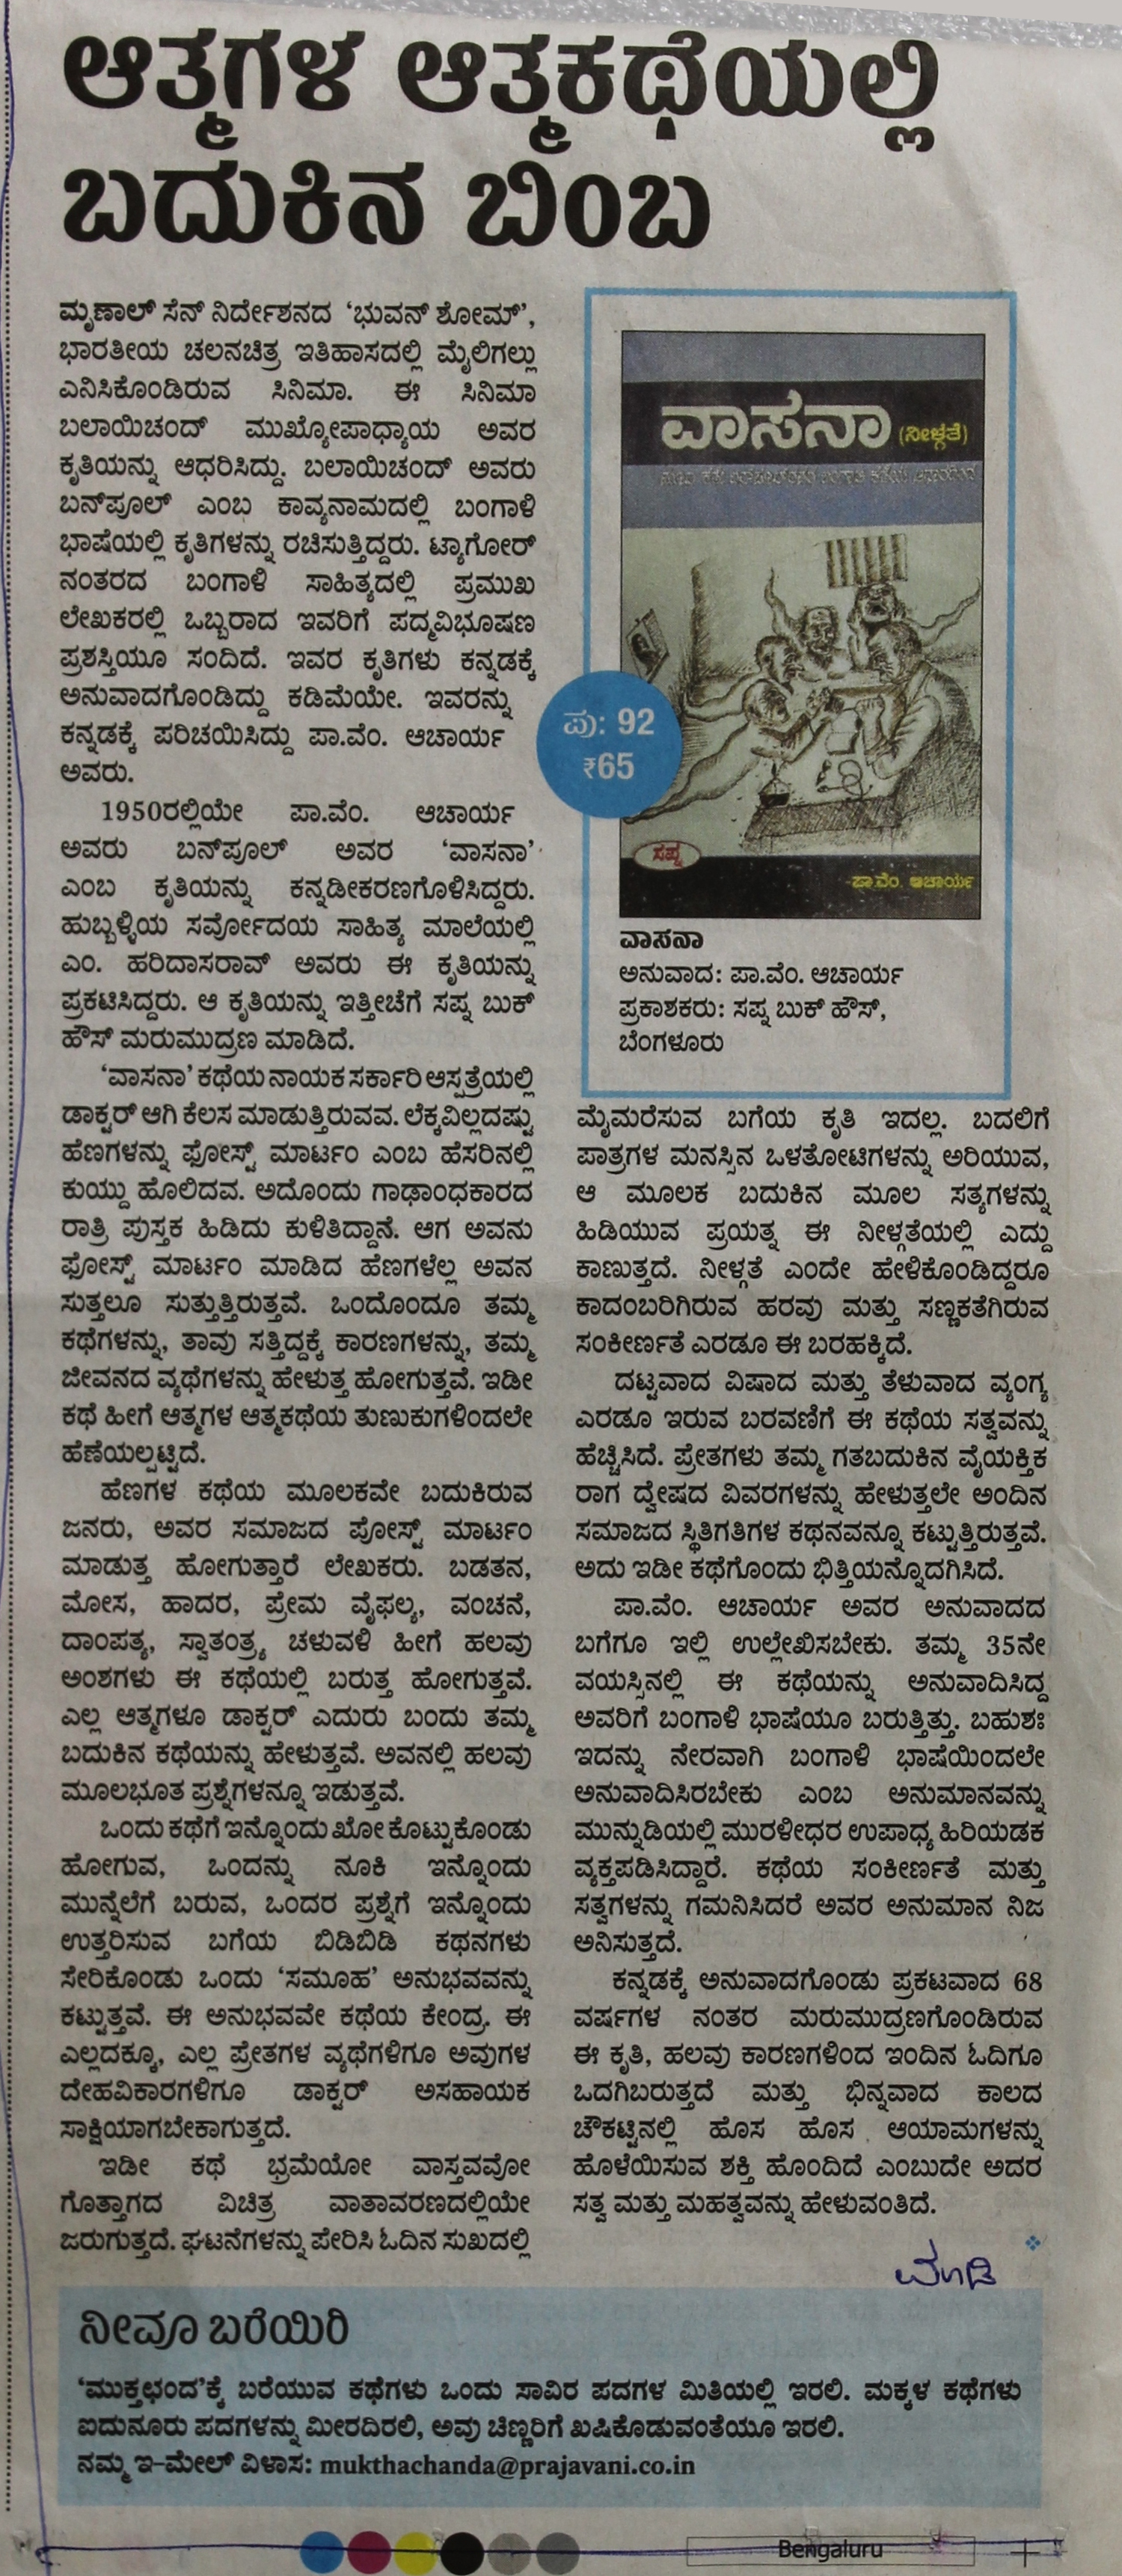 ಆತ್ಮಗಳ ಆತ್ಮಕಥೆಯಲ್ಲಿ
ಬದುಕಿನ ಬಿಂಬ
ಮೃಣಾಲ್ ಸೆನ್ ನಿರ್ದೇಶನದ ‘ಭುವನ್ ಶೋಮ್’,
ಭಾರತೀಯ ಚಲನಚಿತ್ರ ಇತಿಹಾಸದಲ್ಲಿ ಮೈಲಿಗಲ್ಲು
ಎನಿಸಿಕೊಂಡಿರುವ ಸಿನಿಮಾ. ಈ ಸಿನಿಮಾ
ಬಲಾಯಿಚಂದ್ ಮುಖ್ಯೋಪಾಧ್ಯಾಯ ಅವರ
ಕೃತಿಯನ್ನು ಆಧರಿಸಿದ್ದು. ಬಲಾಯಿಚಂದ್ ಅವರು
ಬನ್‌ಪೂಲ್ ಎಂಬ ಕಾವ್ಯನಾಮದಲ್ಲಿ ಬಂಗಾಳಿ
ಭಾಷೆಯಲ್ಲಿ ಕೃತಿಗಳನ್ನು ರಚಿಸುತ್ತಿದ್ದರು. ಟ್ಯಾಗೋರ್
ನಂತರದ ಬಂಗಾಳಿ ಸಾಹಿತ್ಯದಲ್ಲಿ ಪ್ರಮುಖ
ಲೇಖಕರಲ್ಲಿ ಒಬ್ಬರಾದ ಇವರಿಗೆ ಪದ್ಮವಿಭೂಷಣ
ಪ್ರಶಸ್ತಿಯೂ ಸಂದಿದೆ. ಇವರ ಕೃತಿಗಳು ಕನ್ನಡಕ್ಕೆ
ಅನುವಾದಗೊಂಡಿದ್ದು ಕಡಿಮೆಯೇ. ಇವರನ್ನು
ಕನ್ನಡಕ್ಕೆ ಪರಿಚಯಿಸಿದ್ದು ಪಾ.ವೆಂ. ಆಚಾರ್ಯ
ಅವರು.
1950ರಲ್ಲಿಯೇ ಪಾ.ವೆಂ. ಆಚಾರ್ಯ
ಅವರು ಬನ್‌ಪೂಲ್ ಅವರ ‘ವಾಸನಾ’
ಎಂಬ ಕೃತಿಯನ್ನು ಕನ್ನಡೀಕರಣಗೊಳಿಸಿದ್ದರು.
ಹುಬ್ಬಳ್ಳಿಯ ಸರ್ವೋದಯ ಸಾಹಿತ್ಯ ಮಾಲೆಯಲ್ಲಿ
ಎಂ. ಹರಿದಾಸರಾವ್ ಅವರು ಈ ಕೃತಿಯನ್ನು
ಪ್ರಕಟಿಸಿದ್ದರು. ಆ ಕೃತಿಯನ್ನು ಇತ್ತೀಚೆಗೆ ಸಪ್ನ ಬುಕ್
ಹೌಸ್ ಮರುಮುದ್ರಣ ಮಾಡಿದೆ.
‘ವಾಸನಾ’ ಕಥೆಯ ನಾಯಕ ಸರ್ಕಾರಿ ಆಸ್ಪತ್ರೆಯಲ್ಲಿ
ಡಾಕ್ಟರ್ ಆಗಿ ಕೆಲಸ ಮಾಡುತ್ತಿರುವವ. ಲೆಕ್ಕವಿಲ್ಲದಷ್ಟು
ಹೆಣಗಳನ್ನು ಪೋಸ್ಟ್ ಮಾರ್ಟಂ ಎಂಬ ಹೆಸರಿನಲ್ಲಿ
ಕುಯ್ದು ಹೊಲಿದವ. ಅದೊಂದು ಗಾಢಾಂಧಕಾರದ
ರಾತ್ರಿ ಪುಸ್ತಕ ಹಿಡಿದು ಕುಳಿತಿದ್ದಾನೆ. ಆಗ ಅವನು
ಪೋಸ್ಟ್ ಮಾರ್ಟಂ ಮಾಡಿದ ಹೆಣಗಳೆಲ್ಲ ಅವನ
ಸುತ್ತಲೂ ಸುತ್ತುತ್ತಿರುತ್ತವೆ. ಒಂದೊಂದೂ ತಮ್ಮ
ಕಥೆಗಳನ್ನು, ತಾವು ಸತ್ತಿದ್ದಕ್ಕೆ ಕಾರಣಗಳನ್ನು, ತಮ್ಮ
ಜೀವನದ ವ್ಯಥೆಗಳನ್ನು ಹೇಳುತ್ತ ಹೋಗುತ್ತವೆ. ಇಡೀ
ಕಥೆ ಹೀಗೆ ಆತ್ಮಗಳ ಆತ್ಮಕಥೆಯ ತುಣುಕುಗಳಿಂದಲೇ
ಹೆಣೆಯಲ್ಪಟ್ಟಿದೆ.
ಹೆಣಗಳ ಕಥೆಯ ಮೂಲಕವೇ ಬದುಕಿರುವ
ಜನರು, ಅವರ ಸಮಾಜದ ಪೋಸ್ಟ್ ಮಾರ್ಟಂ
ಮಾಡುತ್ತ ಹೋಗುತ್ತಾರೆ ಲೇಖಕರು. ಬಡತನ,
ಮೋಸ, ಹಾದರ, ಪ್ರೇಮ ವೈಫಲ್ಯ, ವಂಚನೆ,
ದಾಂಪತ್ಯ, ಸ್ವಾತಂತ್ರ್ಯ ಚಳುವಳಿ ಹೀಗೆ ಹಲವು
ಅಂಶಗಳು ಈ ಕಥೆಯಲ್ಲಿ ಬರುತ್ತ ಹೋಗುತ್ತವೆ.
ಎಲ್ಲ ಆತ್ಮಗಳೂ ಡಾಕ್ಟರ್ ಎದುರು ಬಂದು ತಮ್ಮ
ಬದುಕಿನ ಕಥೆಯನ್ನು ಹೇಳುತ್ತವೆ. ಅವನಲ್ಲಿ ಹಲವು
ಮೂಲಭೂತ ಪ್ರಶ್ನೆಗಳನ್ನೂ ಇಡುತ್ತವೆ.
ಒಂದು ಕಥೆಗೆ ಇನ್ನೊಂದು ಖೋ ಕೊಟ್ಟುಕೊಂಡು
ಹೋಗುವ, ಒಂದನ್ನು ನೂಕಿ ಇನ್ನೊಂದು
ಮುನ್ನೆಲೆಗೆ ಬರುವ, ಒಂದರ ಪ್ರಶ್ನೆಗೆ ಇನ್ನೊಂದು
ಉತ್ತರಿಸುವ ಬಗೆಯ ಬಿಡಿಬಿಡಿ ಕಥನಗಳು
ಸೇರಿಕೊಂಡು ಒಂದು ‘ಸಮೂಹ’ ಅನುಭವವನ್ನು
ಕಟ್ಟುತ್ತವೆ. ಈ ಅನುಭವವೇ ಕಥೆಯ ಕೇಂದ್ರ. ಈ
ಎಲ್ಲದಕ್ಕೂ, ಎಲ್ಲ ಪ್ರೇತಗಳ ವ್ಯಥೆಗಳಿಗೂ ಅವುಗಳ
ದೇಹವಿಕಾರಗಳಿಗೂ ಡಾಕ್ಟರ್ ಅಸಹಾಯಕ
ಸಾಕ್ಷಿಯಾಗಬೇಕಾಗುತ್ತದೆ.
ಇಡೀ ಕಥೆ ಭ್ರಮೆಯೋ ವಾಸ್ತವವೋ
ಗೊತ್ತಾಗದ ವಿಚಿತ್ರ ವಾತಾವರಣದಲ್ಲಿಯೇ
ಜರುಗುತ್ತದೆ. ಘಟನೆಗಳನ್ನು ಪೇರಿಸಿ ಓದಿನ ಸುಖದಲ್ಲಿ
ವಾಸನಾ (ನೀಳ್ಗತೆ)
ಪು: 92
₹65
ಸಪ್ನ
ಪಾ.ವೆಂ. ಆಚಾರ್ಯ
ವಾಸನಾ
ಅನುವಾದ: ಪಾ.ವೆಂ. ಆಚಾರ್ಯ
ಪ್ರಕಾಶಕರು: ಸಪ್ನ ಬುಕ್ ಹೌಸ್,
ಬೆಂಗಳೂರು
ಮೈಮರೆಸುವ ಬಗೆಯ ಕೃತಿ ಇದಲ್ಲ. ಬದಲಿಗೆ
ಪಾತ್ರಗಳ ಮನಸ್ಸಿನ ಒಳತೋಟಿಗಳನ್ನು ಅರಿಯುವ,
ಆ ಮೂಲಕ ಬದುಕಿನ ಮೂಲ ಸತ್ಯಗಳನ್ನು
ಹಿಡಿಯುವ ಪ್ರಯತ್ನ ಈ ನೀಳ್ಗತೆಯಲ್ಲಿ ಎದ್ದು
ಕಾಣುತ್ತದೆ. ನೀಳ್ಗತೆ ಎಂದೇ ಹೇಳಿಕೊಂಡಿದ್ದರೂ
ಕಾದಂಬರಿಗಿರುವ ಹರವು ಮತ್ತು ಸಣ್ಣಕತೆಗಿರುವ
ಸಂಕೀರ್ಣತೆ ಎರಡೂ ಈ ಬರಹಕ್ಕಿದೆ.
ದಟ್ಟವಾದ ವಿಷಾದ ಮತ್ತು ತೆಳುವಾದ ವ್ಯಂಗ್ಯ
ಎರಡೂ ಇರುವ ಬರವಣಿಗೆ ಈ ಕಥೆಯ ಸತ್ವವನ್ನು
ಹೆಚ್ಚಿಸಿದೆ. ಪ್ರೇತಗಳು ತಮ್ಮ ಗತಬದುಕಿನ ವೈಯಕ್ತಿಕ
ರಾಗ ದ್ವೇಷದ ವಿವರಗಳನ್ನು ಹೇಳುತ್ತಲೇ ಅಂದಿನ
ಸಮಾಜದ ಸ್ಥಿತಿಗತಿಗಳ ಕಥನವನ್ನೂ ಕಟ್ಟುತ್ತಿರುತ್ತವೆ.
ಅದು ಇಡೀ ಕಥೆಗೊಂದು ಭಿತ್ತಿಯನ್ನೊದಗಿಸಿದೆ.
ಪಾ.ವೆಂ. ಆಚಾರ್ಯ ಅವರ ಅನುವಾದದ
ಬಗೆಗೂ ಇಲ್ಲಿ ಉಲ್ಲೇಖಿಸಬೇಕು. ತಮ್ಮ 35ನೇ
ವಯಸ್ಸಿನಲ್ಲಿ ಈ ಕಥೆಯನ್ನು ಅನುವಾದಿಸಿದ್ದ
ಅವರಿಗೆ ಬಂಗಾಳಿ ಭಾಷೆಯೂ ಬರುತ್ತಿತ್ತು. ಬಹುಶಃ
ಇದನ್ನು ನೇರವಾಗಿ ಬಂಗಾಳಿ ಭಾಷೆಯಿಂದಲೇ
ಅನುವಾದಿಸಿರಬೇಕು ಎಂಬ ಅನುಮಾನವನ್ನು
ಮುನ್ನುಡಿಯಲ್ಲಿ ಮುರಳೀಧರ ಉಪಾಧ್ಯ ಹಿರಿಯಡಕ
ವ್ಯಕ್ತಪಡಿಸಿದ್ದಾರೆ. ಕಥೆಯ ಸಂಕೀರ್ಣತೆ ಮತ್ತು
ಸತ್ವಗಳನ್ನು ಗಮನಿಸಿದರೆ ಅವರ ಅನುಮಾನ ನಿಜ
ಅನಿಸುತ್ತದೆ.
ಕನ್ನಡಕ್ಕೆ ಅನುವಾದಗೊಂಡು ಪ್ರಕಟವಾದ 68
ವರ್ಷಗಳ ನಂತರ ಮರುಮುದ್ರಣಗೊಂಡಿರುವ
ಈ ಕೃತಿ, ಹಲವು ಕಾರಣಗಳಿಂದ ಇಂದಿನ ಓದಿಗೂ
ಒದಗಿಬರುತ್ತದೆ ಮತ್ತು ಭಿನ್ನವಾದ ಕಾಲದ
ಚೌಕಟ್ಟಿನಲ್ಲಿ ಹೊಸ ಹೊಸ ಆಯಾಮಗಳನ್ನು
ಹೊಳೆಯಿಸುವ ಶಕ್ತಿ ಹೊಂದಿದೆ ಎಂಬುದೇ ಅದರ
ಸತ್ವ ಮತ್ತು ಮಹತ್ವವನ್ನು ಹೇಳುವಂತಿದೆ.
ನೀವೂ ಬರೆಯಿರಿ
‘ಮುಕ್ತಛಂದ’ಕ್ಕೆ ಬರೆಯುವ ಕಥೆಗಳು ಒಂದು ಸಾವಿರ ಪದಗಳ ಮಿತಿಯಲ್ಲಿ ಇರಲಿ. ಮಕ್ಕಳ ಕಥೆಗಳು
ಐದುನೂರು ಪದಗಳನ್ನು ಮೀರದಿರಲಿ, ಅವು ಚಿಣ್ಣರಿಗೆ ಖುಷಿಕೊಡುವಂತೆಯೂ ಇರಲಿ.
ನಮ್ಮ ಇ-ಮೇಲ್ ವಿಳಾಸ: mukthachanda@prajavani.co.in
Bengaluru